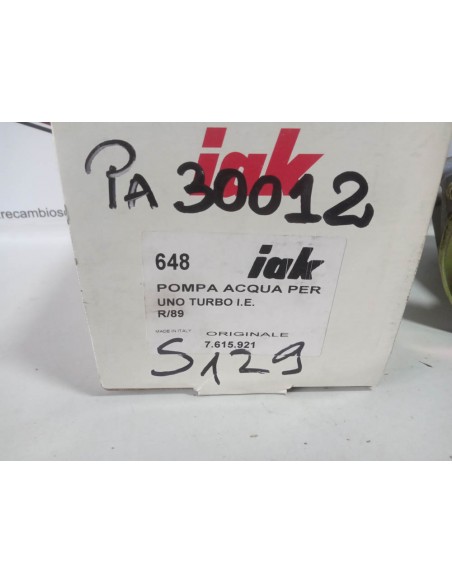 iak
PA 30012
recambiosa
648 iak
POMPA ACQUA PER
UNO TURBO I.E.
R/89
MADE IN ITALY ORIGINALE
7.615.921
S129